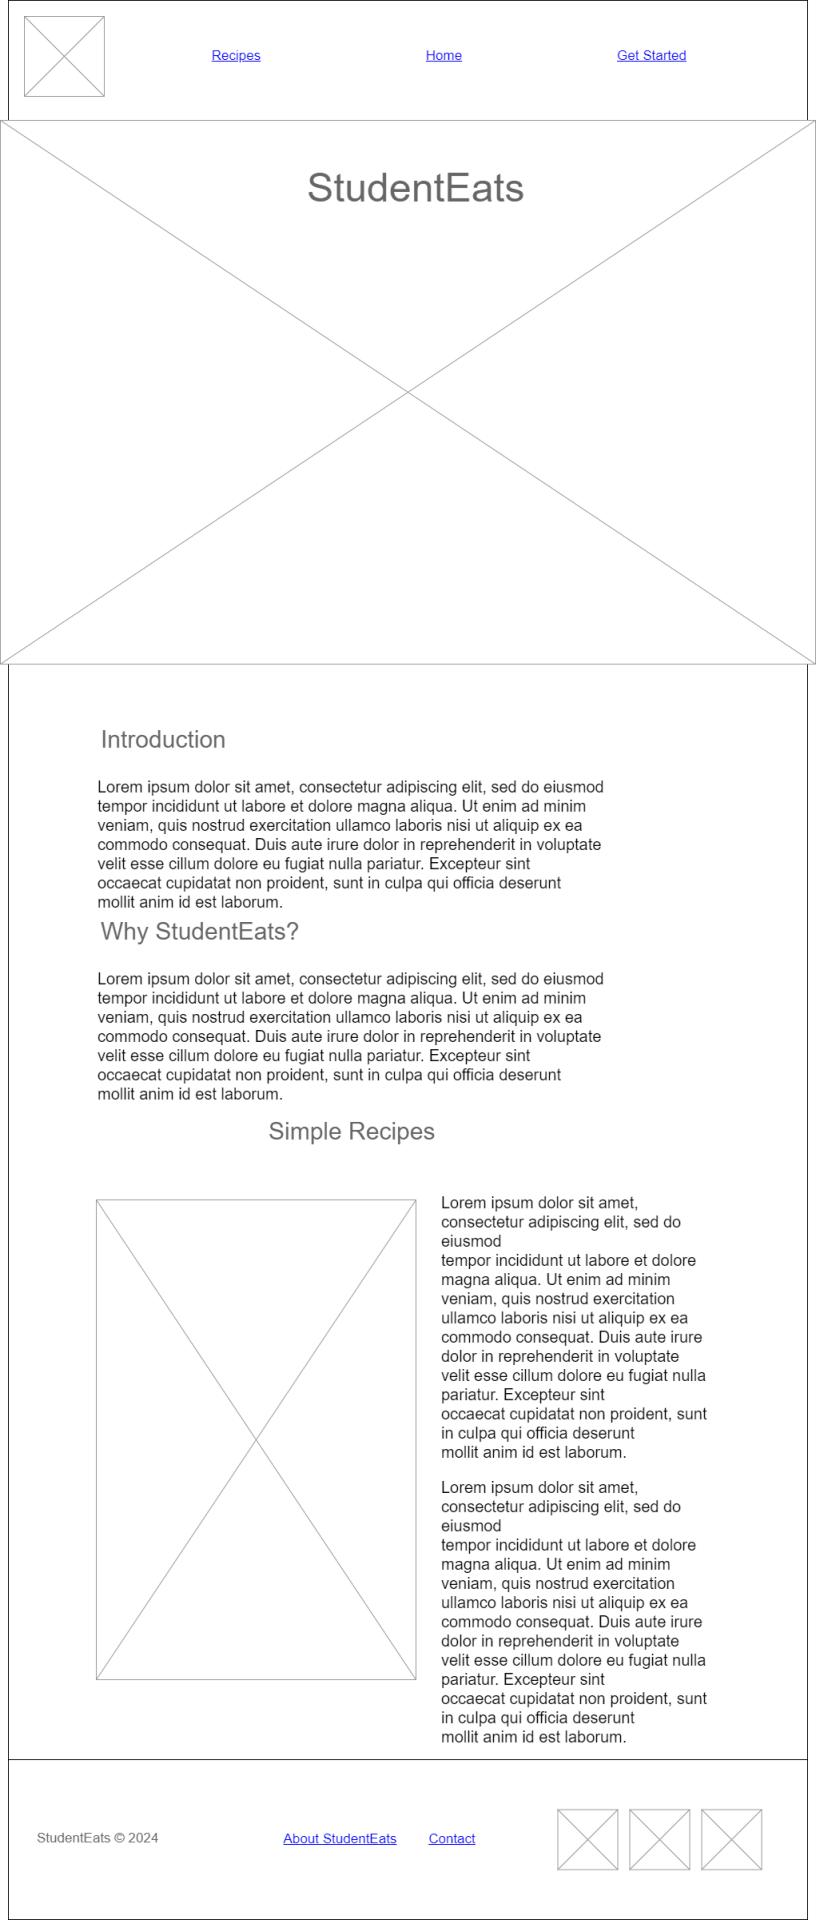 Recipes
Home
Get Started
StudentEats
Introduction
Lorem ipsum dolor sit amet, consectetur adipiscing elit, sed do eiusmod
tempor incididunt ut labore et dolore magna aliqua. Ut enim ad minim
veniam, quis nostrud exercitation ullamco laboris nisi ut aliquip ex ea
commodo consequat. Duis aute irure dolor in reprehenderit in voluptate
velit esse cillum dolore eu fugiat nulla pariatur. Excepteur sint
occaecat cupidatat non proident, sunt in culpa qui officia deserunt
mollit anim id est laborum.
Why StudentEats?
Lorem ipsum dolor sit amet, consectetur adipiscing elit, sed do eiusmod
tempor incididunt ut labore et dolore magna aliqua. Ut enim ad minim
veniam, quis nostrud exercitation ullamco laboris nisi ut aliquip ex ea
commodo consequat. Duis aute irure dolor in reprehenderit in voluptate
velit esse cillum dolore eu fugiat nulla pariatur. Excepteur sint
occaecat cupidatat non proident, sunt in culpa qui officia deserunt
mollit anim id est laborum.
Simple Recipes
Lorem ipsum dolor sit amet,
consectetur adipiscing elit, sed do
eiusmod
tempor incididunt ut labore et dolore
magna aliqua. Ut enim ad minim
veniam, quis nostrud exercitation
ullamco laboris nisi ut aliquip ex ea
commodo consequat. Duis aute irure
dolor in reprehenderit in voluptate
velit esse cillum dolore eu fugiat nulla
pariatur. Excepteur sint
occaecat cupidatat non proident, sunt
in culpa qui officia deserunt
mollit anim id est laborum.
Lorem ipsum dolor sit amet,
consectetur adipiscing elit, sed do
eiusmod
tempor incididunt ut labore et dolore
magna aliqua. Ut enim ad minim
veniam, quis nostrud exercitation
ullamco laboris nisi ut aliquip ex ea
commodo consequat. Duis aute irure
dolor in reprehenderit in voluptate
velit esse cillum dolore eu fugiat nulla
pariatur. Excepteur sint
occaecat cupidatat non proident, sunt
in culpa qui officia deserunt
mollit anim id est laborum.
StudentEats © 2024
About StudentEats
Contact